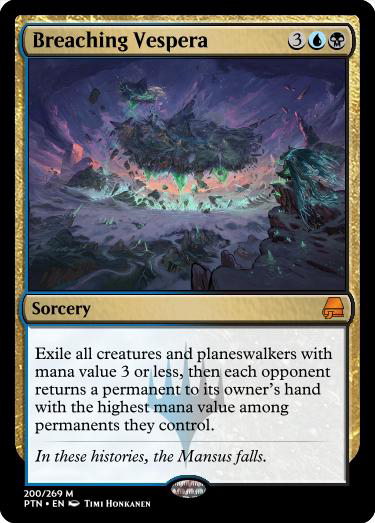 Breaching Vespera 3
Sorcery
Exile all creatures and planeswalkers with
mana value 3 or less, then each opponent
returns a permanent to its owner's hand
with the highest mana value among
permanents they control.
In these histories, the Mansus falls.
200/269 M
PTN • EN Timi Honkanen